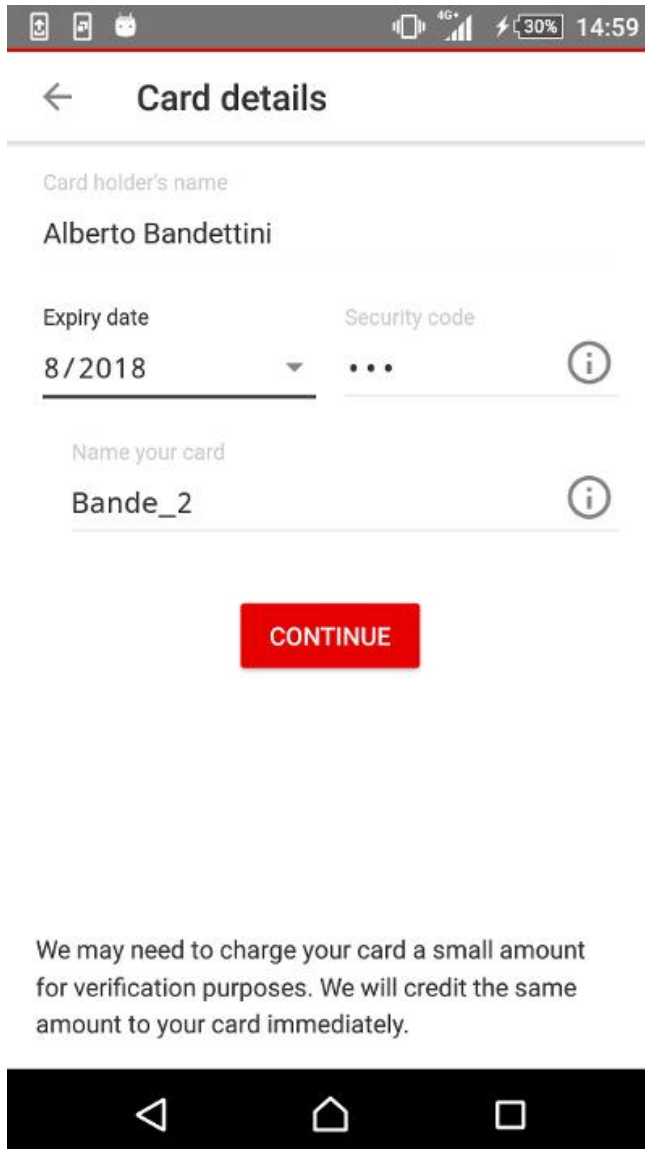 4G+ 30% 14:59
Card details
Card holder's name
Alberto Bandettini
Expiry date Security code
8/2018 •••
Name your card
Bande_2
CONTINUE
We may need to charge your card a small amount
for verification purposes. We will credit the same
amount to your card immediately.